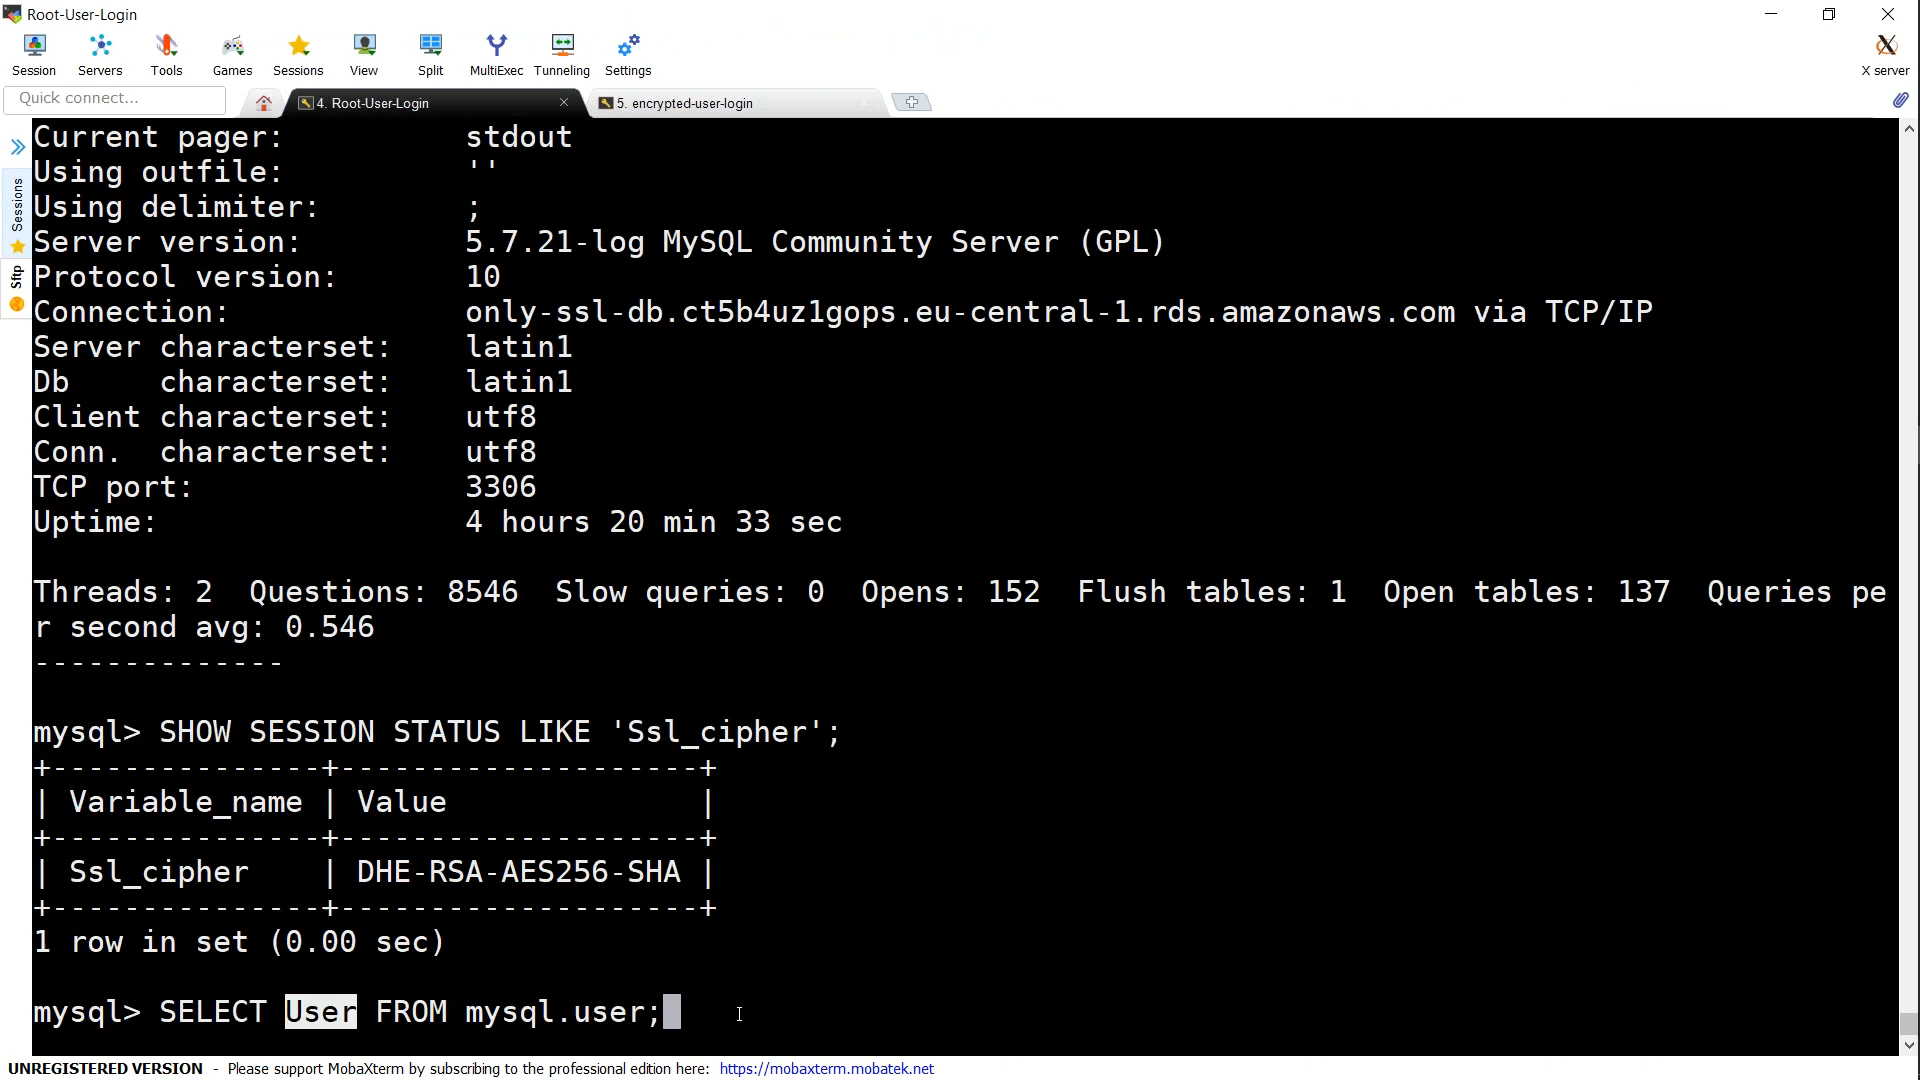 Root-User-Login
Session Servers Tools Games Sessions View Split MultiExec Tunneling Settings X server
Quick connect... 4. Root-User-Login 5. encrypted-user-login
Sessions
Sftp
Current pager: stdout
Using outfile: ''
Using delimiter: ;
Server version: 5.7.21-log MySQL Community Server (GPL)
Protocol version: 10
Connection: only-ssl-db.ct5b4uz1gops.eu-central-1.rds.amazonaws.com via TCP/IP
Server characterset: latin1
Db characterset: latin1
Client characterset: utf8
Conn. characterset: utf8
TCP port: 3306
Uptime: 4 hours 20 min 33 sec
Threads: 2 Questions: 8546 Slow queries: 0 Opens: 152 Flush tables: 1 Open tables: 137 Queries pe
r second avg: 0.546
--------------
mysql> SHOW SESSION STATUS LIKE 'Ssl_cipher';
+---------------+--------------------+
| Variable_name | Value |
+---------------+--------------------+
| Ssl_cipher | DHE-RSA-AES256-SHA |
+---------------+--------------------+
1 row in set (0.00 sec)
mysql> SELECT User FROM mysql.user;
UNREGISTERED VERSION - Please support MobaXterm by subscribing to the professional edition here: https://mobaxterm.mobatek.net